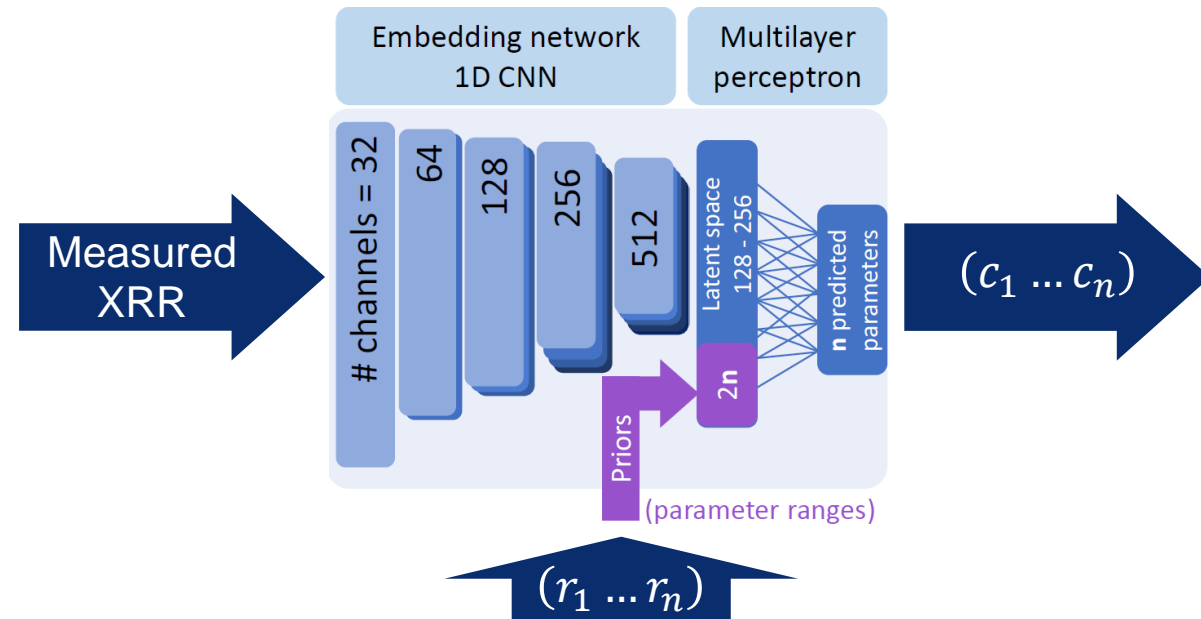 Embedding network
1D CNN
Multilayer
perceptron
Measured
XRR
# channels = 32
64
128
256
512
Latent space
128 - 256
2n
n predicted
parameters
(c₁ … cₙ)
Priors
(parameter ranges)
(r₁ … rₙ)